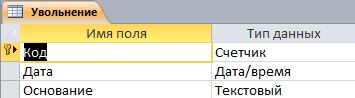 Увольнение
Имя поля Тип данных
Код Счетчик
Дата Дата/время
Основание Текстовый